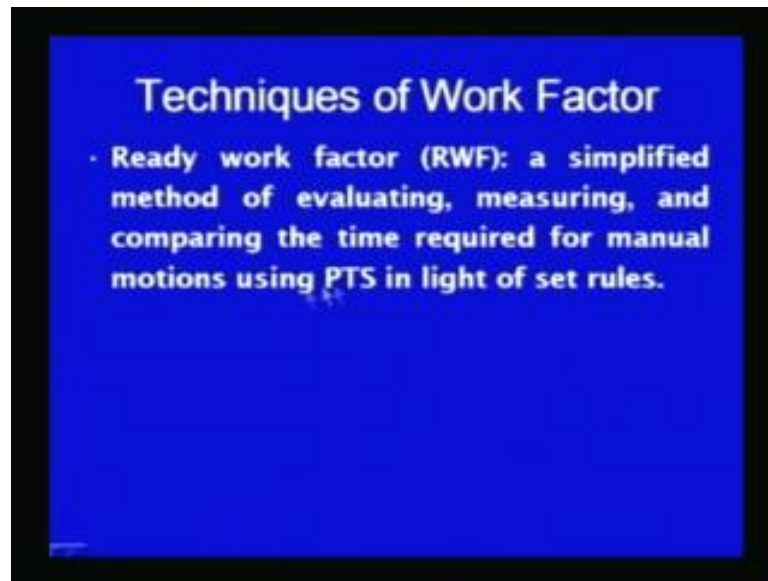 Techniques of Work Factor
· Ready work factor (RWF): a simplified
method of evaluating, measuring, and
comparing the time required for manual
motions using PTS in light of set rules.